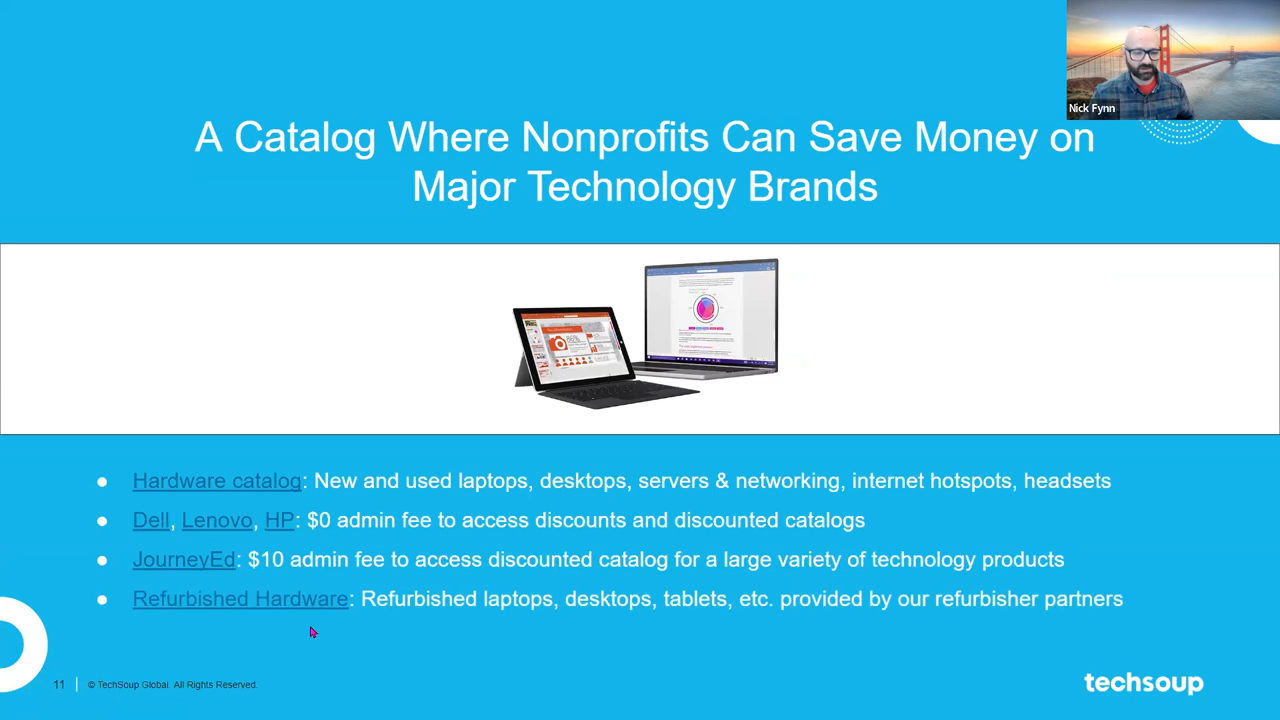 Nick Fynn
A Catalog Where Nonprofits Can Save Money on
Major Technology Brands
● Hardware catalog: New and used laptops, desktops, servers & networking, internet hotspots, headsets
● Dell, Lenovo, HP: $0 admin fee to access discounts and discounted catalogs
● JourneyEd: $10 admin fee to access discounted catalog for a large variety of technology products
● Refurbished Hardware: Refurbished laptops, desktops, tablets, etc. provided by our refurbisher partners
11 | © TechSoup Global. All Rights Reserved.
techsoup